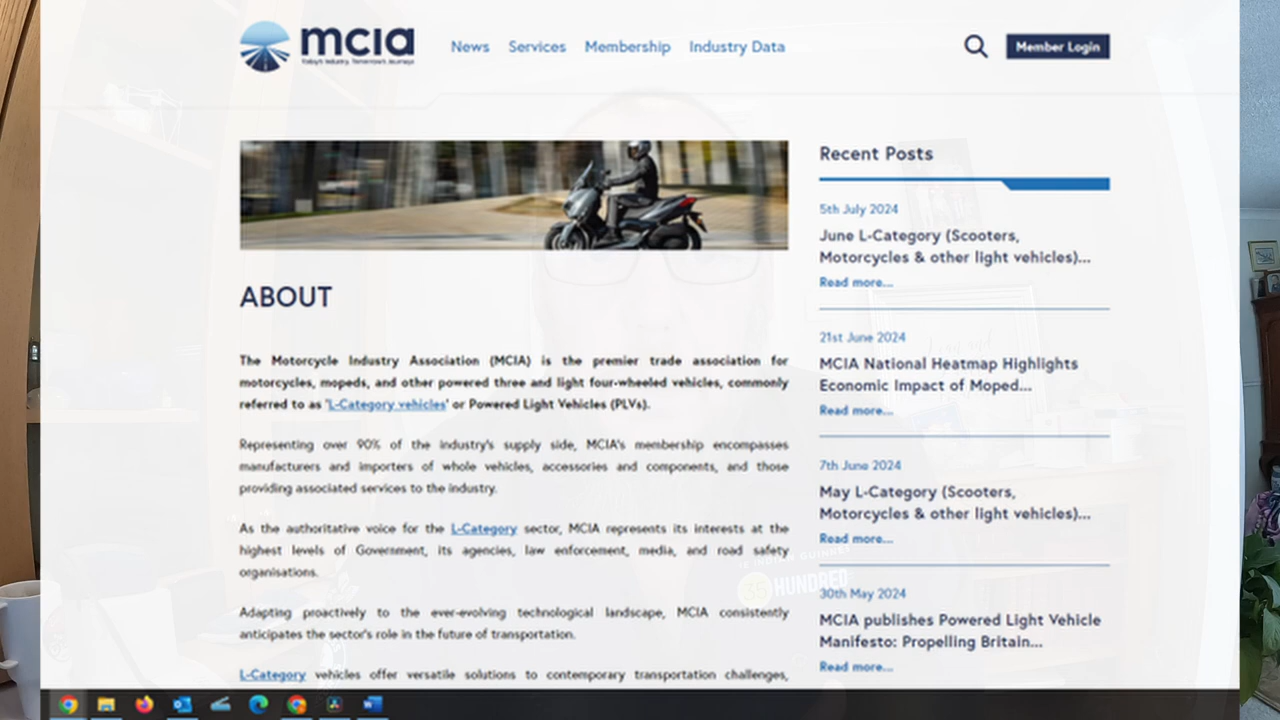 mcia
Today's Industry. Tomorrow's Journeys
News Services Membership Industry Data
Member Login
ABOUT
The Motorcycle Industry Association (MCIA) is the premier trade association for
motorcycles, mopeds, and other powered three and light four-wheeled vehicles, commonly
referred to as 'L-Category vehicles' or Powered Light Vehicles (PLVs).
Representing over 90% of the industry's supply side, MCIA's membership encompasses
manufacturers and importers of whole vehicles, accessories and components, and those
providing associated services to the industry.
As the authoritative voice for the L-Category sector, MCIA represents its interests at the
highest levels of Government, its agencies, law enforcement, media, and road safety
organisations.
Adapting proactively to the ever-evolving technological landscape, MCIA consistently
anticipates the sector's role in the future of transportation.
L-Category vehicles offer versatile solutions to contemporary transportation challenges,
Recent Posts
5th July 2024
June L-Category (Scooters,
Motorcycles & other light vehicles)...
Read more...
21st June 2024
MCIA National Heatmap Highlights
Economic Impact of Moped...
Read more...
7th June 2024
May L-Category (Scooters,
Motorcycles & other light vehicles)...
Read more...
30th May 2024
MCIA publishes Powered Light Vehicle
Manifesto: Propelling Britain...
Read more...
HUNDRED